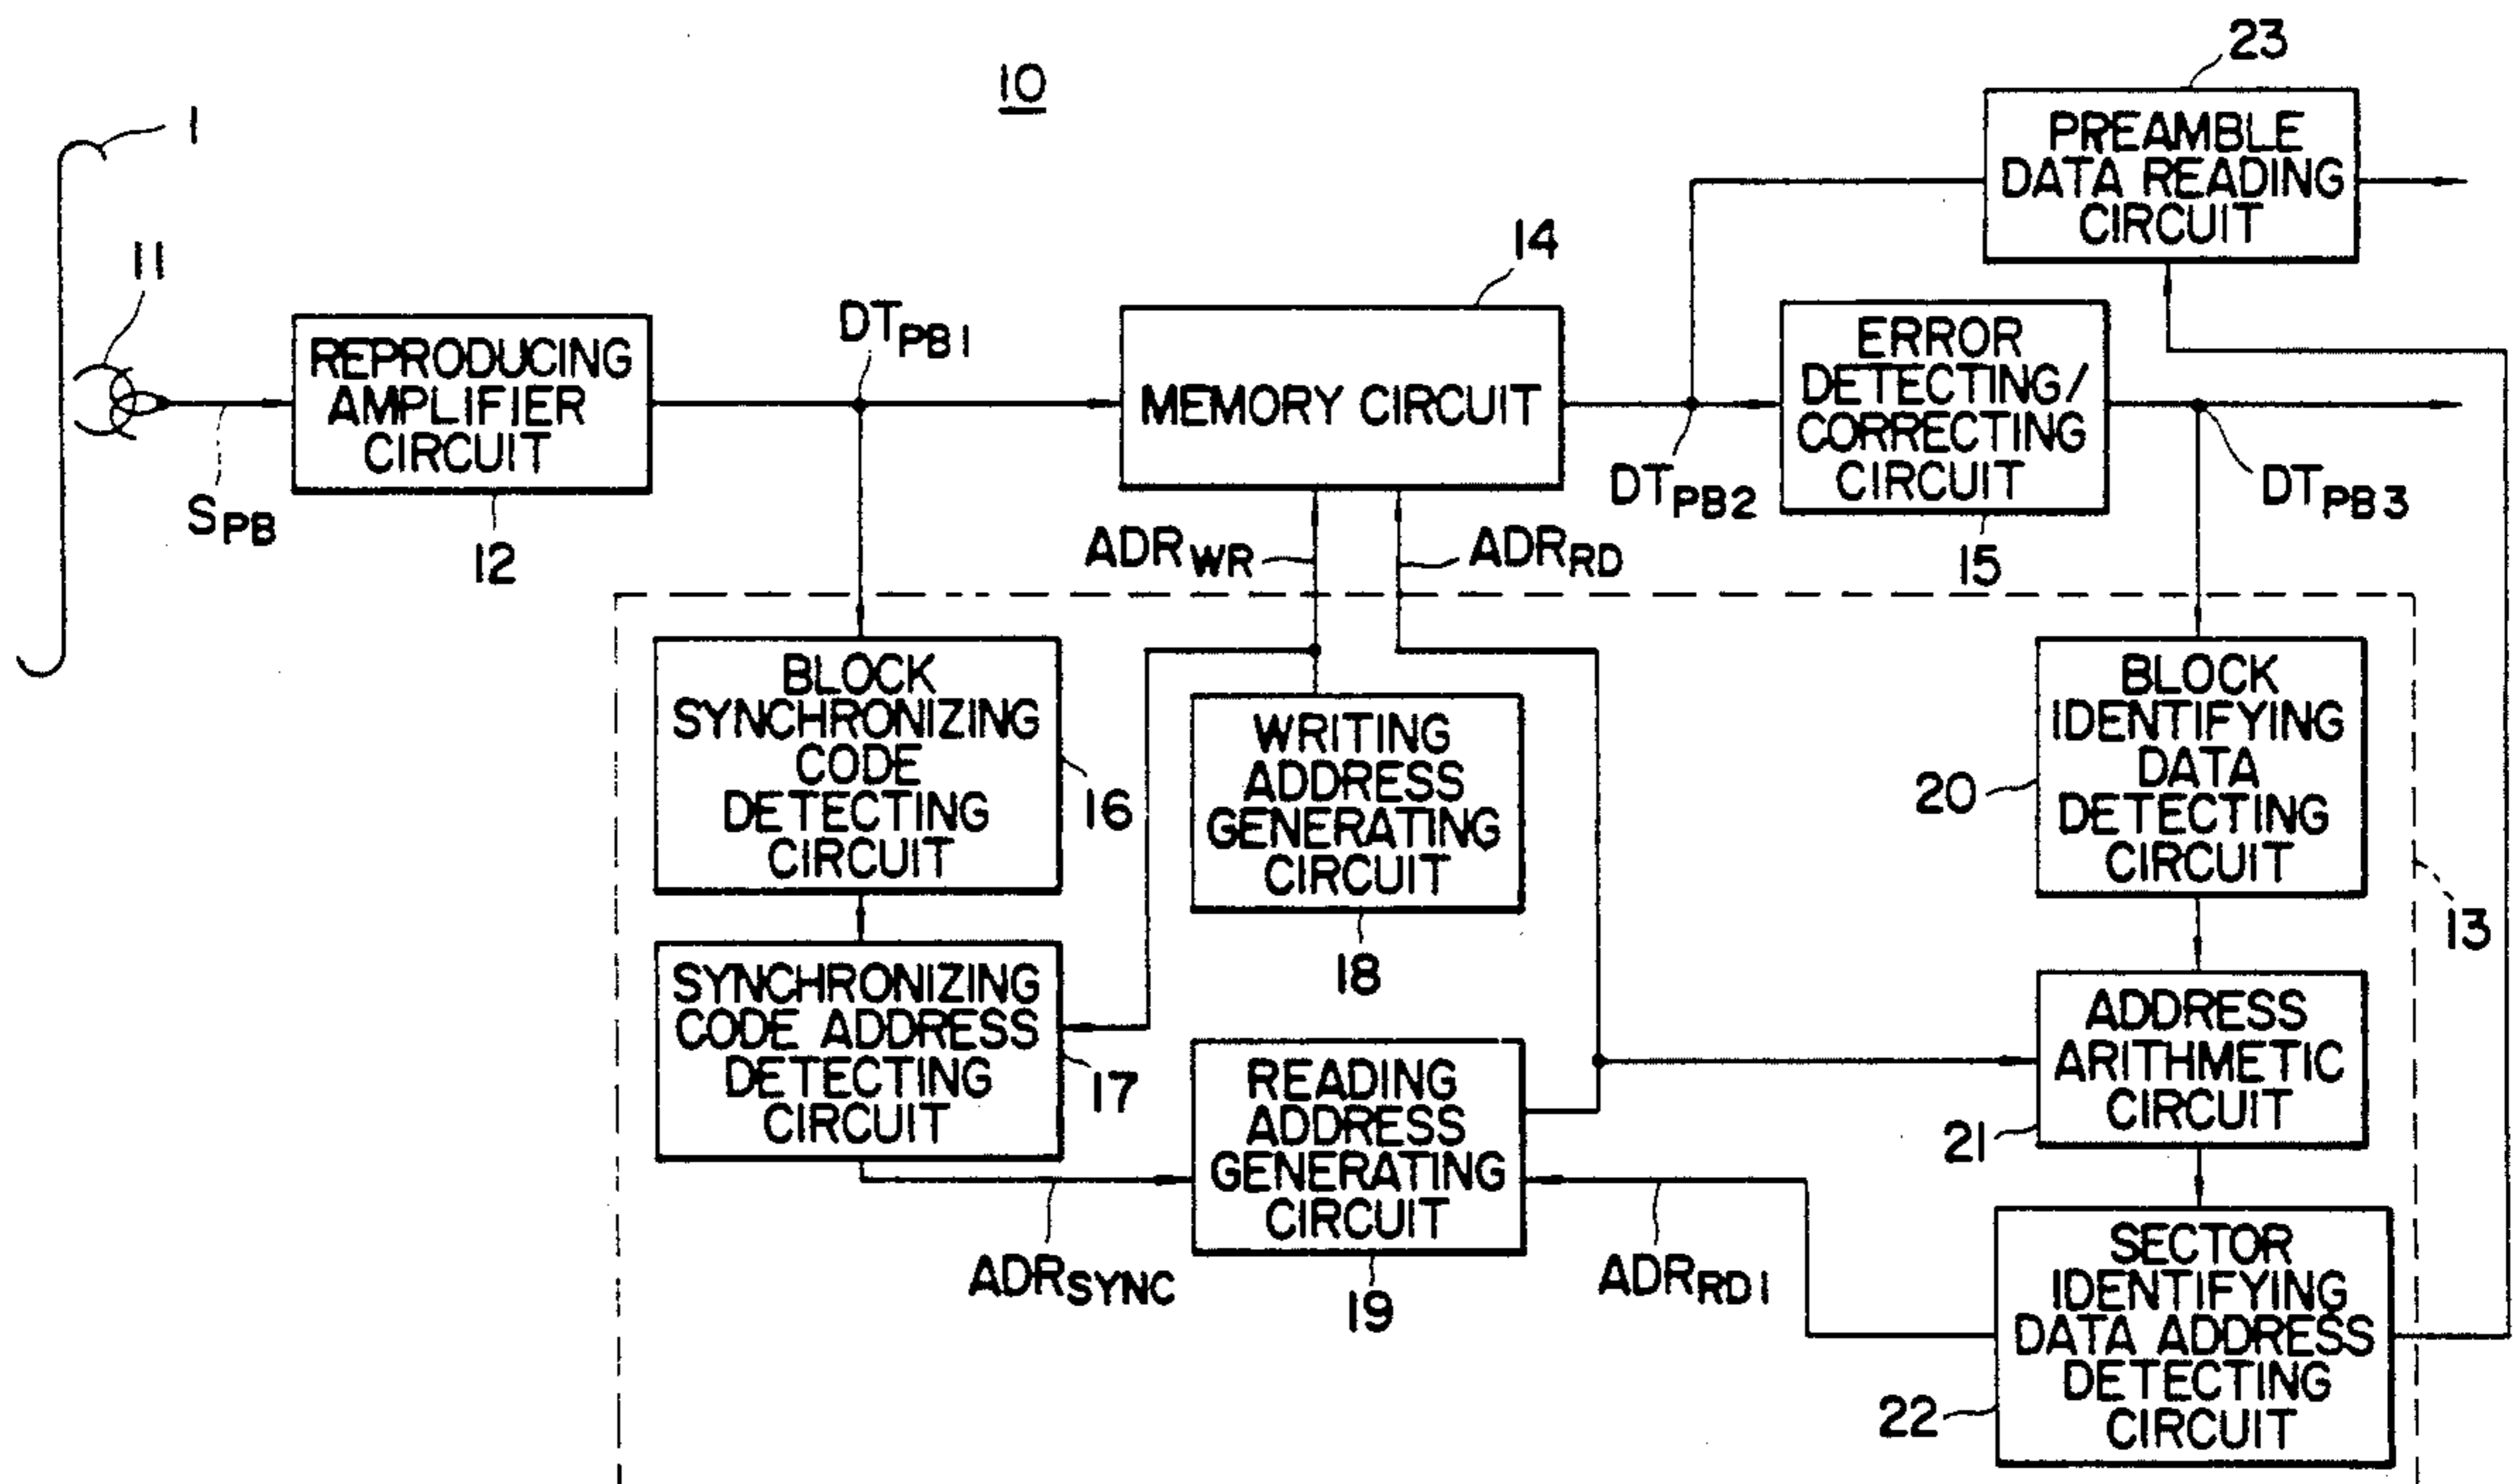 10
23
1
PREAMBLE
DATA READING
CIRCUIT
11
14
DTPB1
REPRODUCING
AMPLIFIER
CIRCUIT
MEMORY CIRCUIT
ERROR
DETECTING/
CORRECTING
CIRCUIT
SPB
12
DTPB2
DTPB3
ADRWR
ADRRD
15
BLOCK
SYNCHRONIZING
CODE
DETECTING
CIRCUIT
16
WRITING
ADDRESS
GENERATING
CIRCUIT
18
BLOCK
IDENTIFYING
DATA
DETECTING
CIRCUIT
20
13
SYNCHRONIZING
CODE ADDRESS
DETECTING
CIRCUIT
17
READING
ADDRESS
GENERATING
CIRCUIT
19
ADDRESS
ARITHMETIC
CIRCUIT
21
ADRSYNC
ADRRD1
SECTOR
IDENTIFYING
DATA ADDRESS
DETECTING
CIRCUIT
22